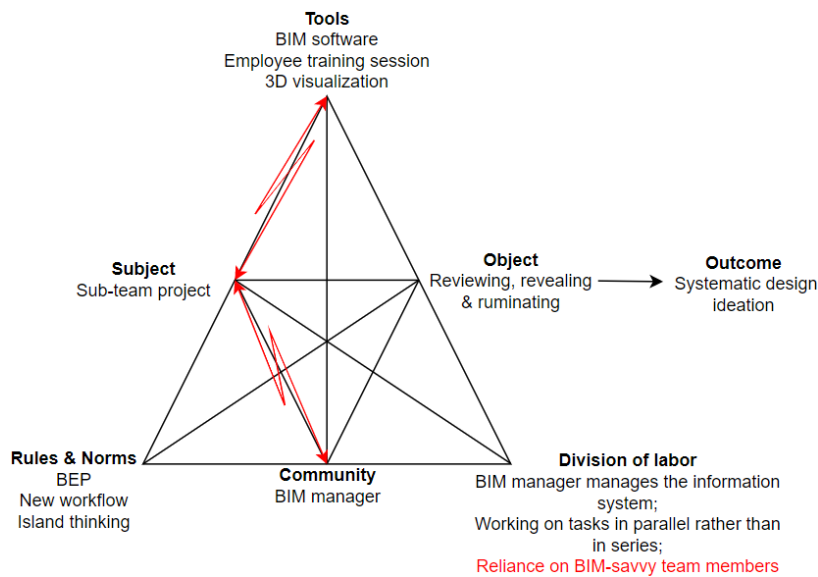 Tools
BIM software
Employee training session
3D visualization
Subject
Sub-team project
Object
Reviewing, revealing
& ruminating
Outcome
Systematic design
ideation
Rules & Norms
BEP
New workflow
Island thinking
Community
BIM manager
Division of labor
BIM manager manages the information
system;
Working on tasks in parallel rather than
in series;
Reliance on BIM-savvy team members